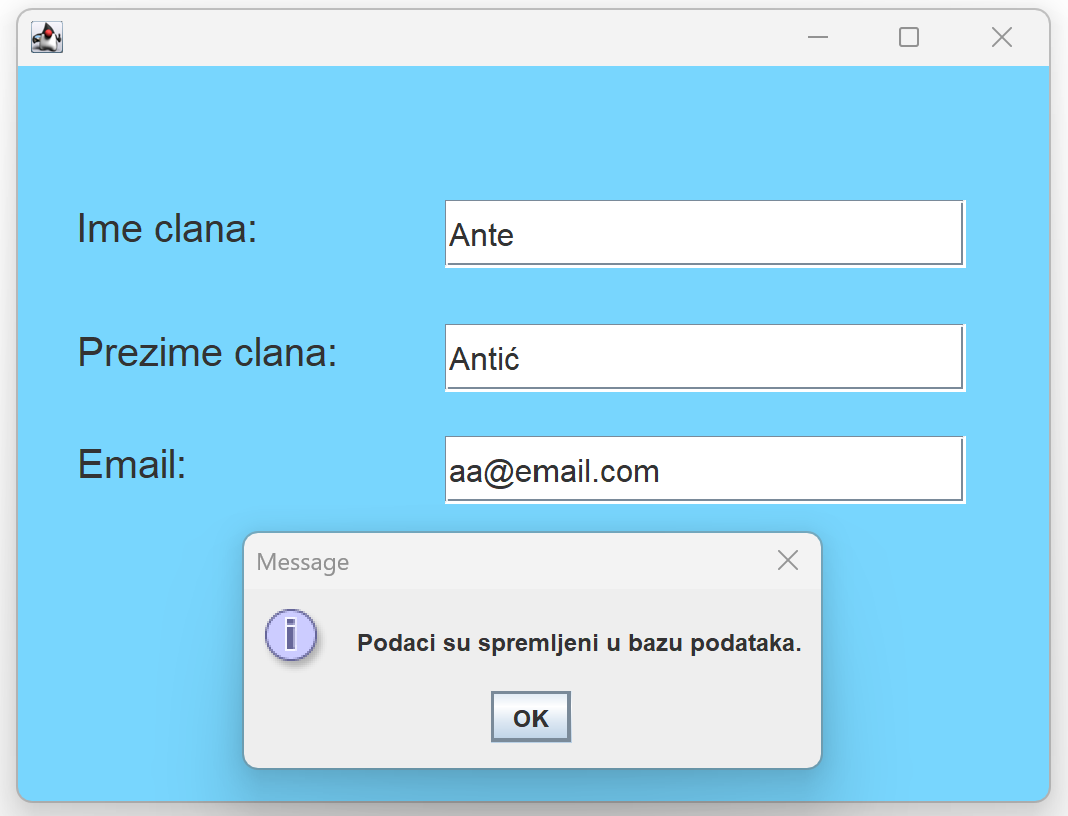 Ime clana:
Ante
Prezime clana:
Antić
Email:
aa@email.com
Message
Podaci su spremljeni u bazu podataka.
OK